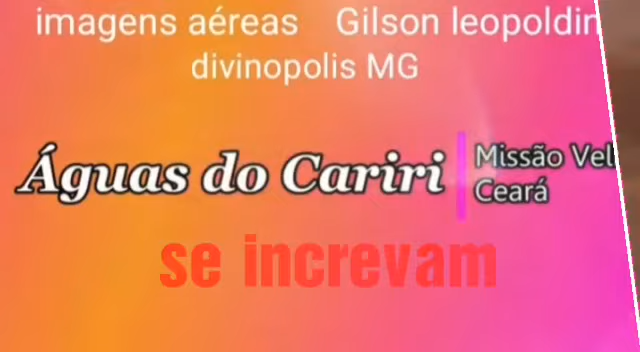 imagens aéreas Gilson leopoldin
divinopolis MG
Águas do Cariri
Missão Vel
Ceará
se increvam